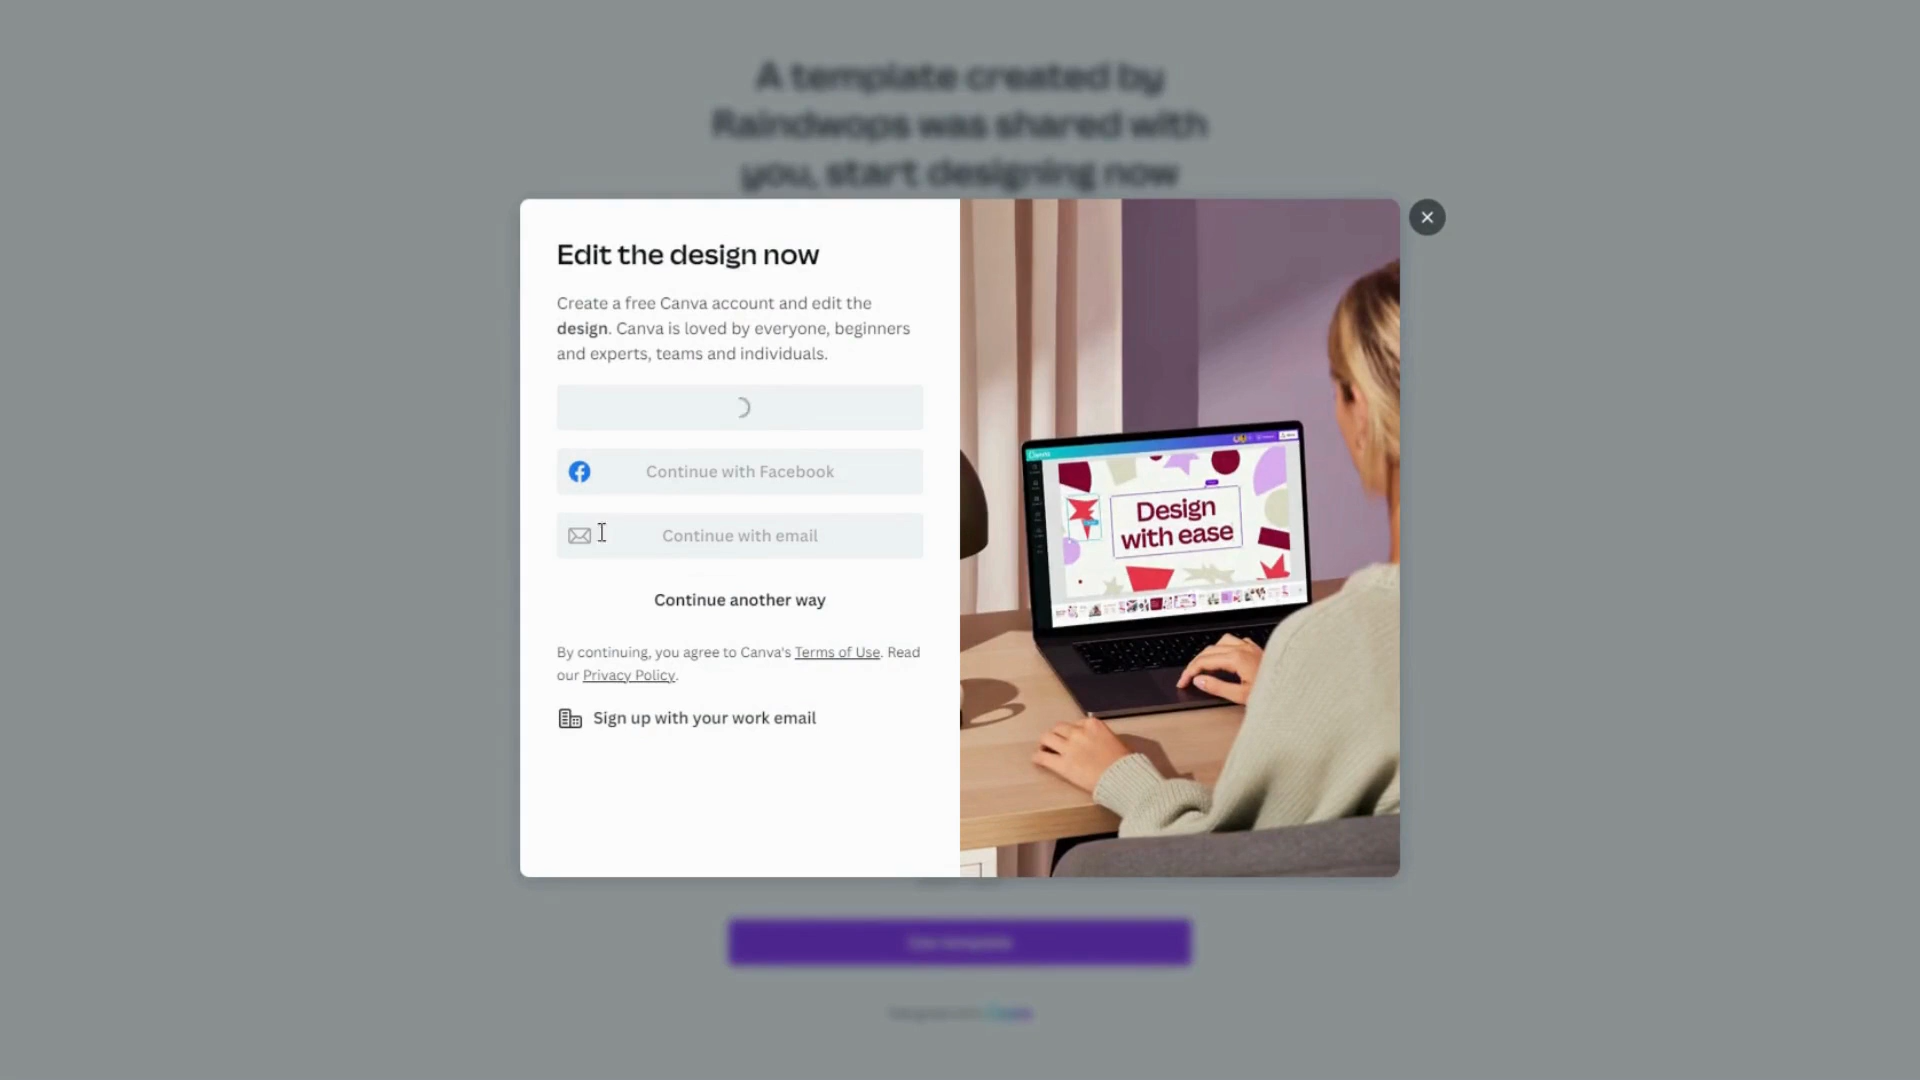 A template created by
Raindwops was shared with
you, start designing now
Edit the design now
Create a free Canva account and edit the
design. Canva is loved by everyone, beginners
and experts, teams and individuals.
Continue with Facebook
Continue with email
Continue another way
By continuing, you agree to Canva's Terms of Use. Read
our Privacy Policy.
Sign up with your work email
Canva
Design
with ease
Use template